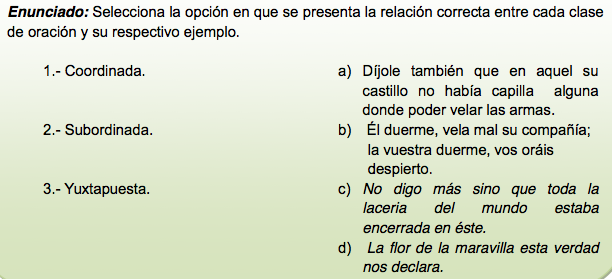 Enunciado: Selecciona la opción en que se presenta la relación correcta entre cada clase
de oración y su respectivo ejemplo.
1.- Coordinada.
a) Díjole también que en aquel su
castillo no había capilla alguna
donde poder velar las armas.
2.- Subordinada.
b) Él duerme, vela mal su compañía;
la vuestra duerme, vos oráis
despierto.
3.- Yuxtapuesta.
c) No digo más sino que toda la
laceria del mundo estaba
encerrada en éste.
d) La flor de la maravilla esta verdad
nos declara.